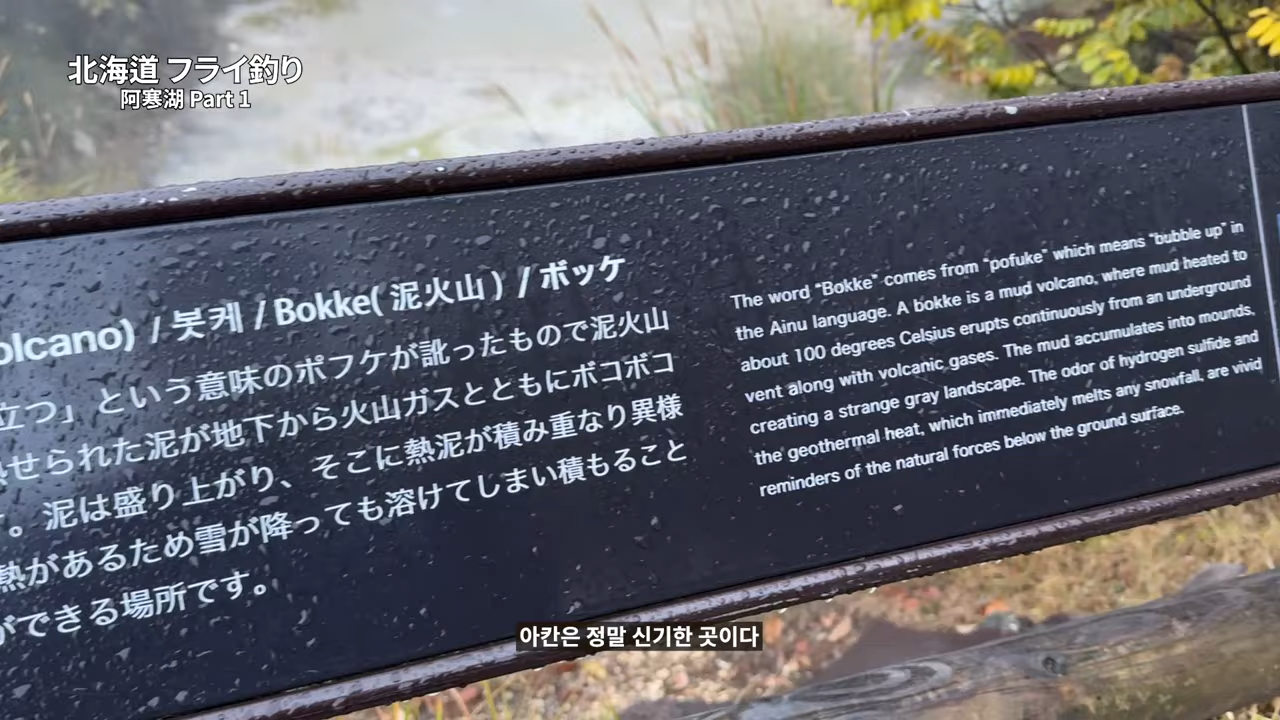 北海道 フライ釣り
阿寒湖 Part 1
olcano) / 봇케 / Bokke( 泥火山 ) / ボッケ
立つ」という意味のポフケが訛ったもので泥火山
せられた泥が地下から火山ガスとともにボコボコ
。泥は盛り上がり、そこに熱泥が積み重なり異様
熱があるため雪が降っても溶けてしまい積もること
ができる場所です。
The word “Bokke” comes from “pofuke” which means “bubble up” in
the Ainu language. A bokke is a mud volcano, where mud heated to
about 100 degrees Celsius erupts continuously from an underground
vent along with volcanic gases. The mud accumulates into mounds,
creating a strange gray landscape. The odor of hydrogen sulfide and
the geothermal heat, which immediately melts any snowfall, are vivid
reminders of the natural forces below the ground surface.
아칸은 정말 신기한 곳이다